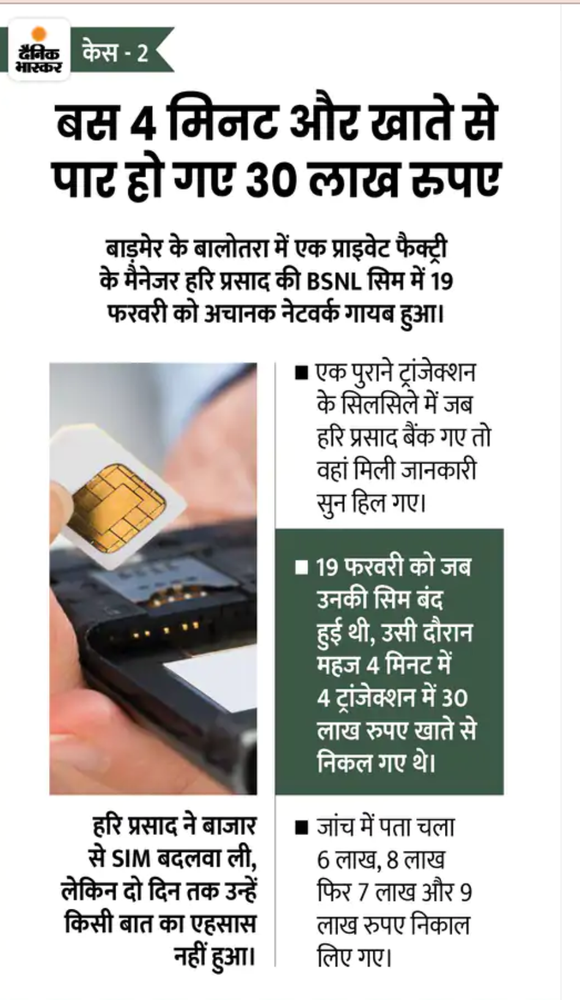 दैनिक
भास्कर
केस - 2
बस 4 मिनट और खाते से
पार हो गए 30 लाख रुपए
बाड़मेर के बालोतरा में एक प्राइवेट फैक्ट्री
के मैनेजर हरि प्रसाद की BSNL सिम में 19
फरवरी को अचानक नेटवर्क गायब हुआ।
■ एक पुराने ट्रांजेक्शन
के सिलसिले में जब
हरि प्रसाद बैंक गए तो
वहां मिली जानकारी
सुन हिल गए।
■ 19 फरवरी को जब
उनकी सिम बंद
हुई थी, उसी दौरान
महज 4 मिनट में
4 ट्रांजेक्शन में 30
लाख रुपए खाते से
निकल गए थे।
हरि प्रसाद ने बाजार
से SIM बदलवा ली,
लेकिन दो दिन तक उन्हें
किसी बात का एहसास
नहीं हुआ।
■ जांच में पता चला
6 लाख, 8 लाख
फिर 7 लाख और 9
लाख रुपए निकाल
लिए गए।